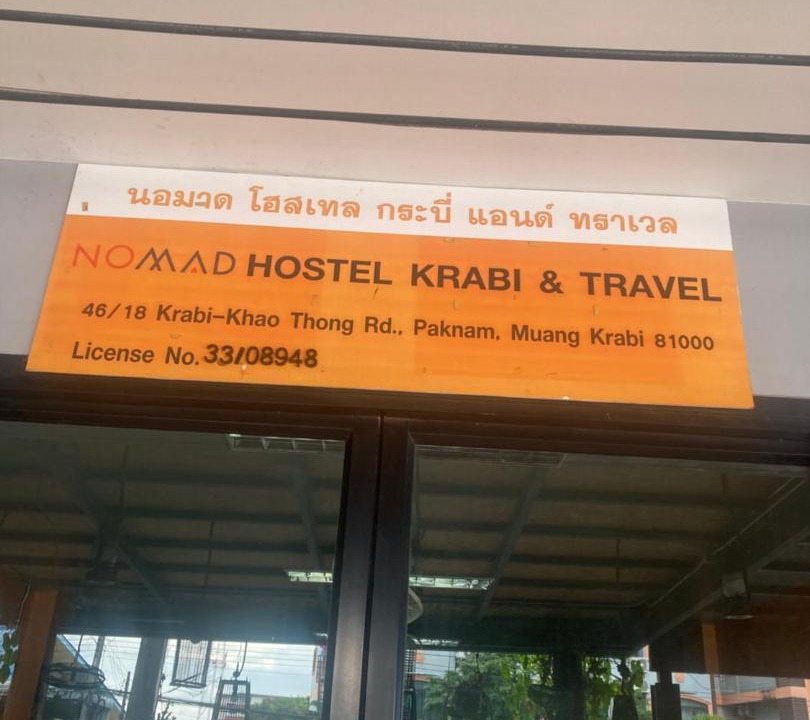 นอมาด โฮสเทล กระบี่ แอนด์ ทราเวล
NOMAD HOSTEL KRABI & TRAVEL
46/18 Krabi-Khao Thong Rd., Paknam, Muang Krabi 81000
License No. 33/08948